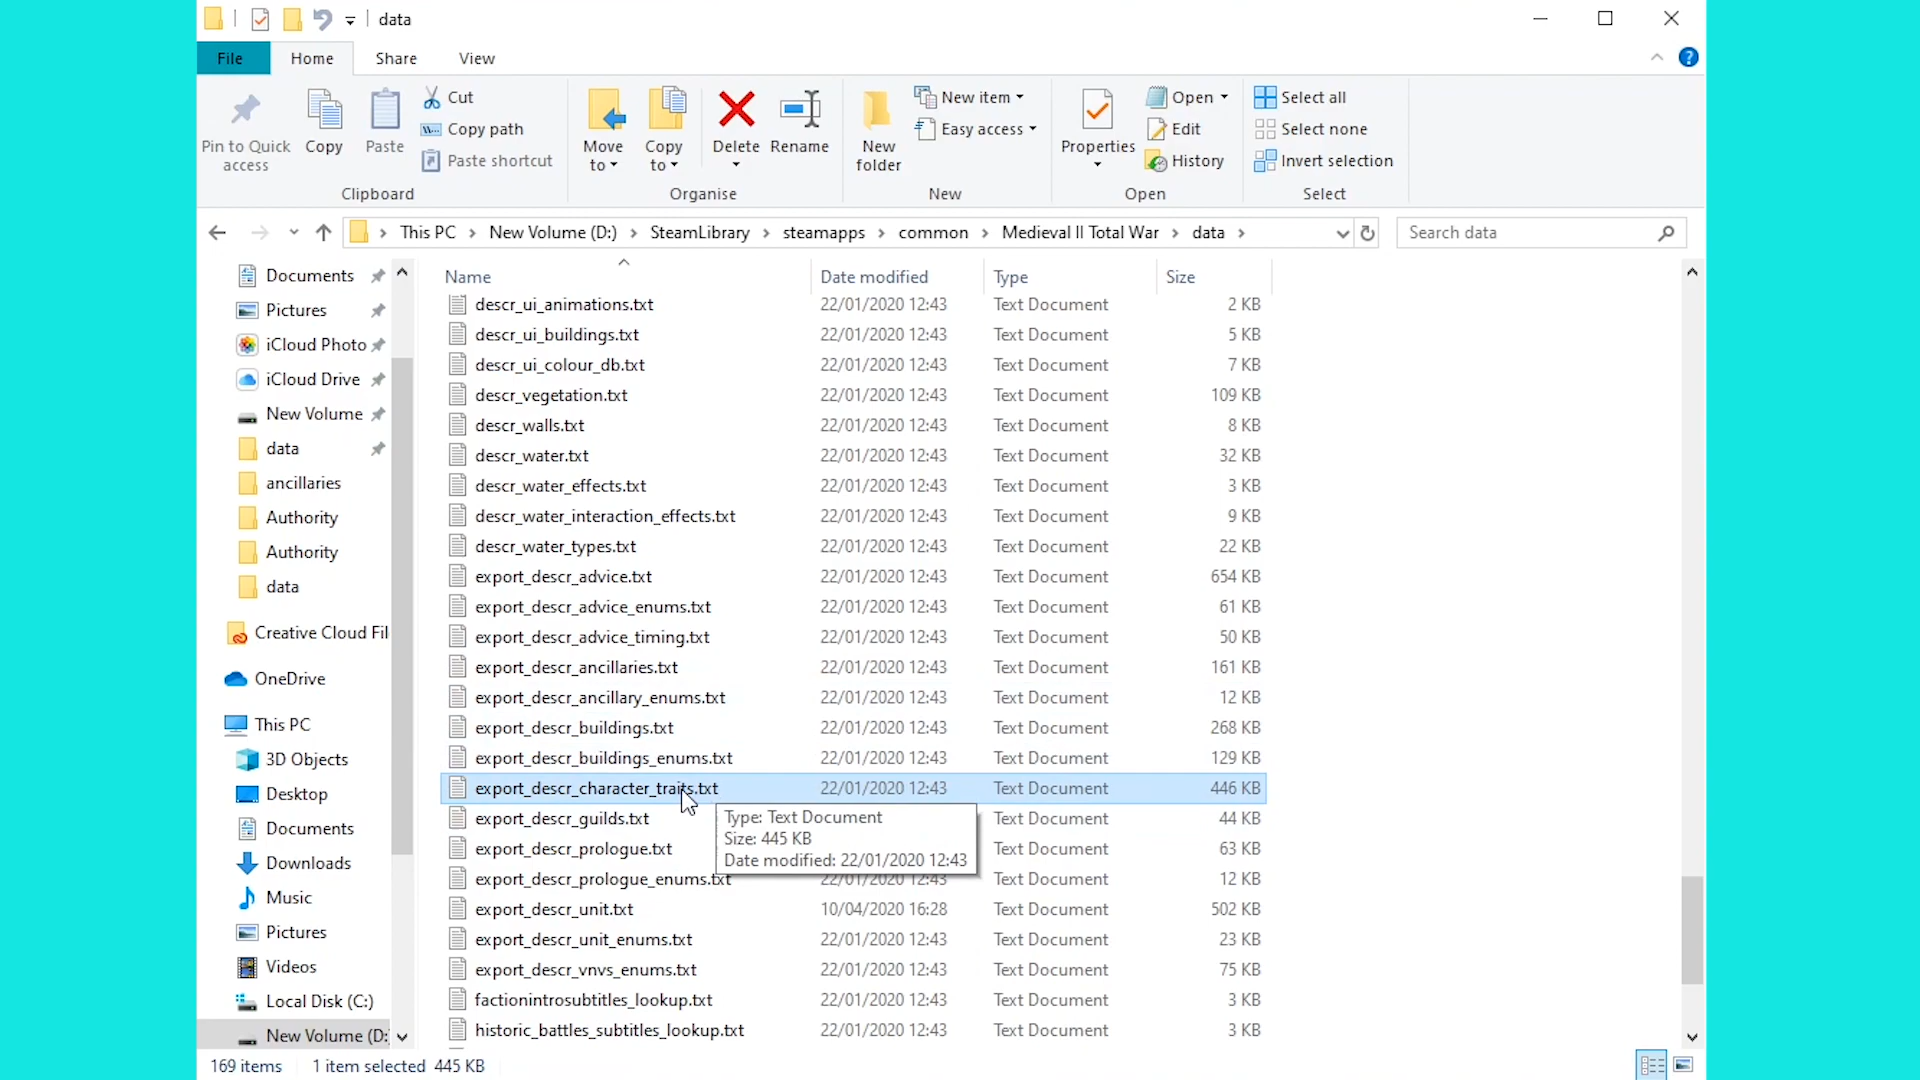 data
File Home Share View
Pin to Quick access
Copy
Paste
Cut
Copy path
Paste shortcut
Clipboard
Move to
Copy to
Delete
Rename
Organise
New folder
New item
Easy access
New
Properties
Open
Edit
History
Open
Select all
Select none
Invert selection
Select
This PC > New Volume (D:) > SteamLibrary > steamapps > common > Medieval II Total War > data >
Search data
Documents
Pictures
iCloud Photo
iCloud Drive
New Volume
data
ancillaries
Authority
Authority
data
Creative Cloud Fil
OneDrive
This PC
3D Objects
Desktop
Documents
Downloads
Music
Pictures
Videos
Local Disk (C:)
New Volume (D:
Name Date modified Type Size
descr_ui_animations.txt 22/01/2020 12:43 Text Document 2 KB
descr_ui_buildings.txt 22/01/2020 12:43 Text Document 5 KB
descr_ui_colour_db.txt 22/01/2020 12:43 Text Document 7 KB
descr_vegetation.txt 22/01/2020 12:43 Text Document 109 KB
descr_walls.txt 22/01/2020 12:43 Text Document 8 KB
descr_water.txt 22/01/2020 12:43 Text Document 32 KB
descr_water_effects.txt 22/01/2020 12:43 Text Document 3 KB
descr_water_interaction_effects.txt 22/01/2020 12:43 Text Document 9 KB
descr_water_types.txt 22/01/2020 12:43 Text Document 22 KB
export_descr_advice.txt 22/01/2020 12:43 Text Document 654 KB
export_descr_advice_enums.txt 22/01/2020 12:43 Text Document 61 KB
export_descr_advice_timing.txt 22/01/2020 12:43 Text Document 50 KB
export_descr_ancillaries.txt 22/01/2020 12:43 Text Document 161 KB
export_descr_ancillary_enums.txt 22/01/2020 12:43 Text Document 12 KB
export_descr_buildings.txt 22/01/2020 12:43 Text Document 268 KB
export_descr_buildings_enums.txt 22/01/2020 12:43 Text Document 129 KB
export_descr_character_traits.txt 22/01/2020 12:43 Text Document 446 KB
export_descr_guilds.txt Text Document 44 KB
export_descr_prologue.txt Text Document 63 KB
export_descr_prologue_enums.txt 22/01/2020 12:43 Text Document 12 KB
export_descr_unit.txt 10/04/2020 16:28 Text Document 502 KB
export_descr_unit_enums.txt 22/01/2020 12:43 Text Document 23 KB
export_descr_vnvs_enums.txt 22/01/2020 12:43 Text Document 75 KB
factionintrosubtitles_lookup.txt 22/01/2020 12:43 Text Document 3 KB
historic_battles_subtitles_lookup.txt 22/01/2020 12:43 Text Document 3 KB
Type: Text Document
Size: 445 KB
Date modified: 22/01/2020 12:43
169 items 1 item selected 445 KB